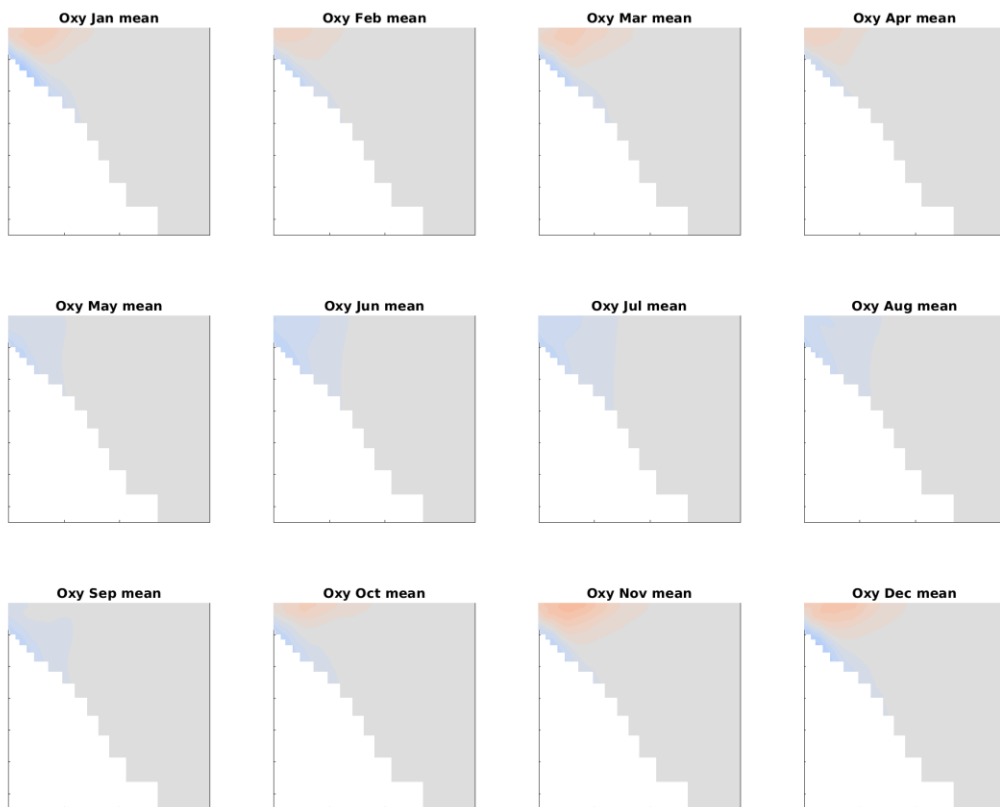 Oxy Jan mean
Oxy Feb mean
Oxy Mar mean
Oxy Apr mean
Oxy May mean
Oxy Jun mean
Oxy Jul mean
Oxy Aug mean
Oxy Sep mean
Oxy Oct mean
Oxy Nov mean
Oxy Dec mean